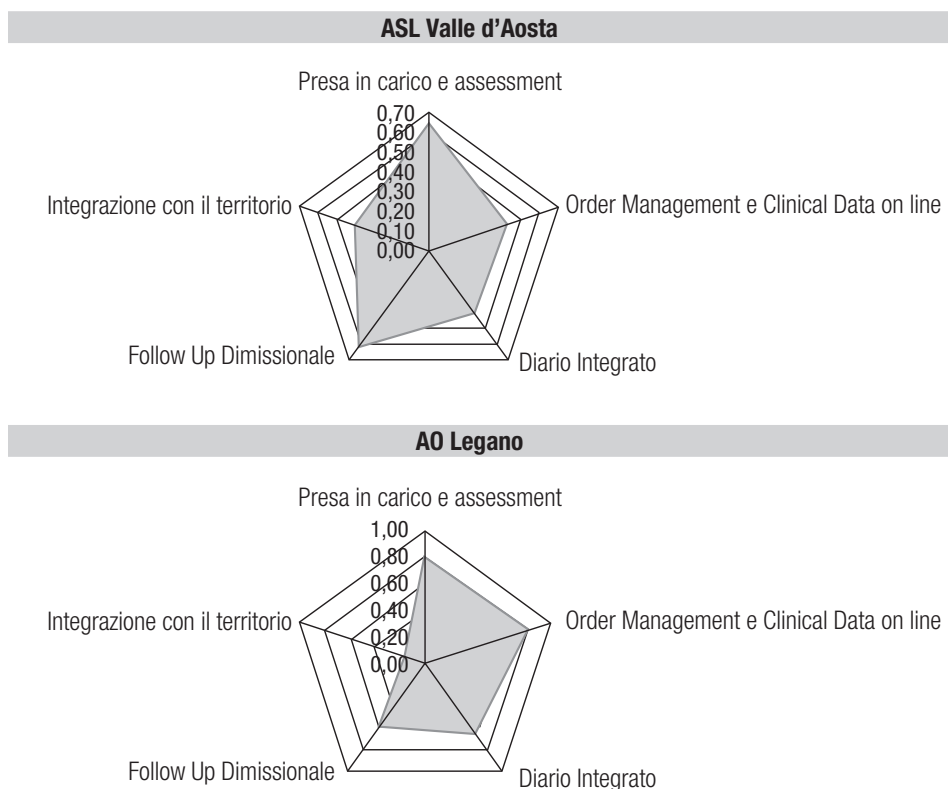 ASL Valle d’Aosta
Presa in carico e assessment
0,70
0,60
0,50
0,40
0,30
0,20
0,10
0,00
Integrazione con il territorio
Order Management e Clinical Data on line
Follow Up Dimissionale
Diario Integrato
AO Legano
Presa in carico e assessment
1,00
0,80
0,60
0,40
0,20
0,00
Integrazione con il territorio
Order Management e Clinical Data on line
Follow Up Dimissionale
Diario Integrato